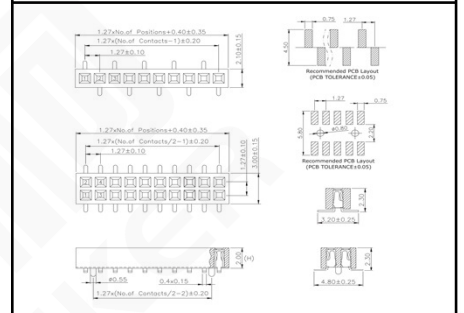 1.27xNo.of Positions+0.40±0.35
1.27x(No.of Contacts-1)±0.20
1.27±0.10
2.10±0.15
0.75
1.27
4.50
Recommended PCB Layout
(PCB TOLERANCE±0.05)
1.27xNo.of Positions+0.40±0.35
1.27x(No.of Contacts/2-1)±0.20
1.27±0.10
1.27±0.10
3.00±0.15
1.27
0.75
5.80
ø0.80
2.20
Recommended PCB Layout
(PCB TOLERANCE±0.05)
2.30
3.20±0.25
2.00
(H)
ø0.55
0.4x0.15
1.27x(No.of Contacts/2-2)±0.20
2.30
4.80±0.25